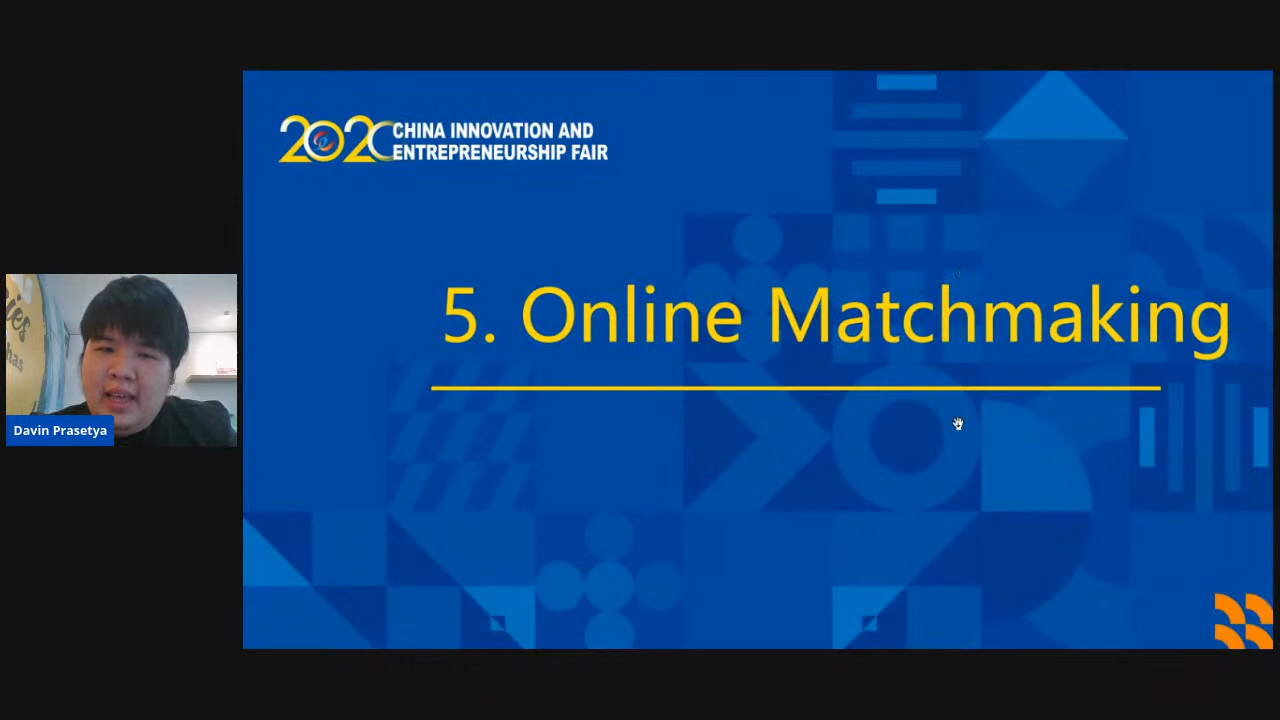 2020 CHINA INNOVATION AND
ENTREPRENEURSHIP FAIR
5. Online Matchmaking
Davin Prasetya